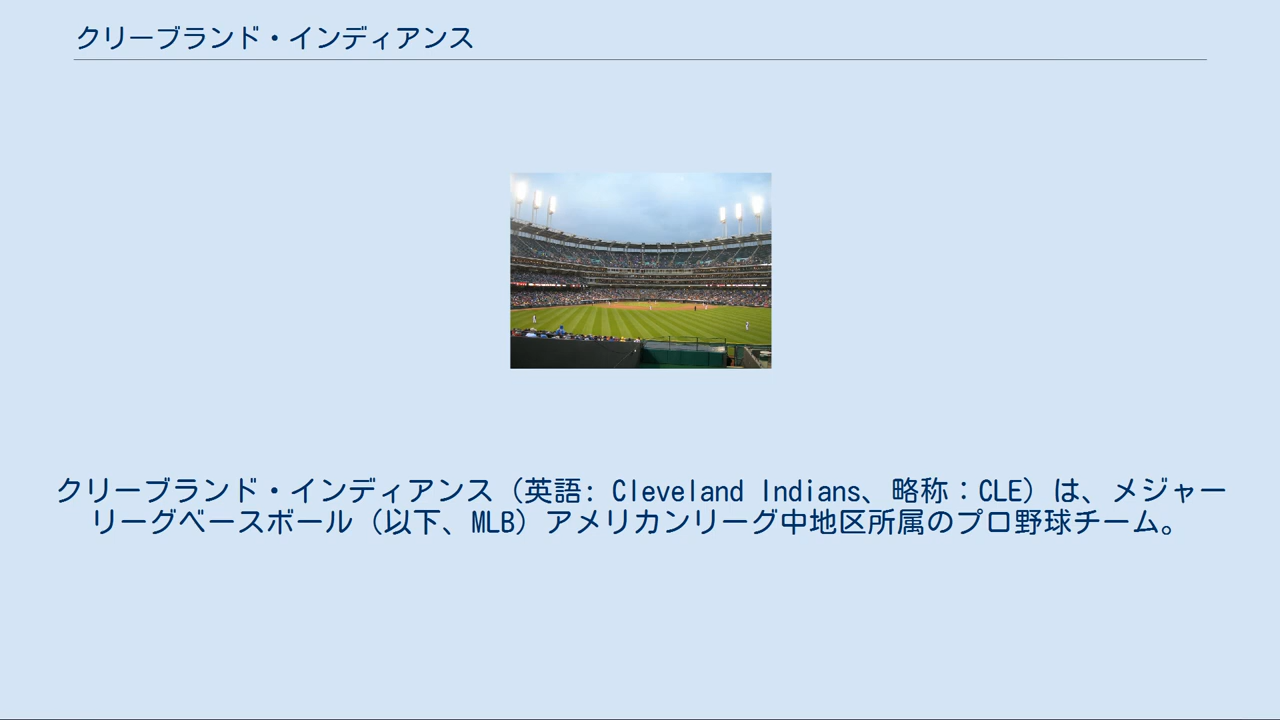 クリーブランド・インディアンス
クリーブランド・インディアンス（英語: Cleveland Indians、略称：CLE）は、メジャー
リーグベースボール（以下、MLB）アメリカンリーグ中地区所属のプロ野球チーム。